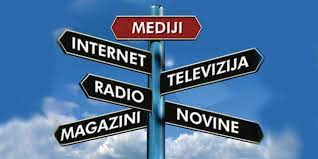 MEDIJI
INTERNET
TELEVIZIJA
RADIO
MAGAZINI
NOVINE